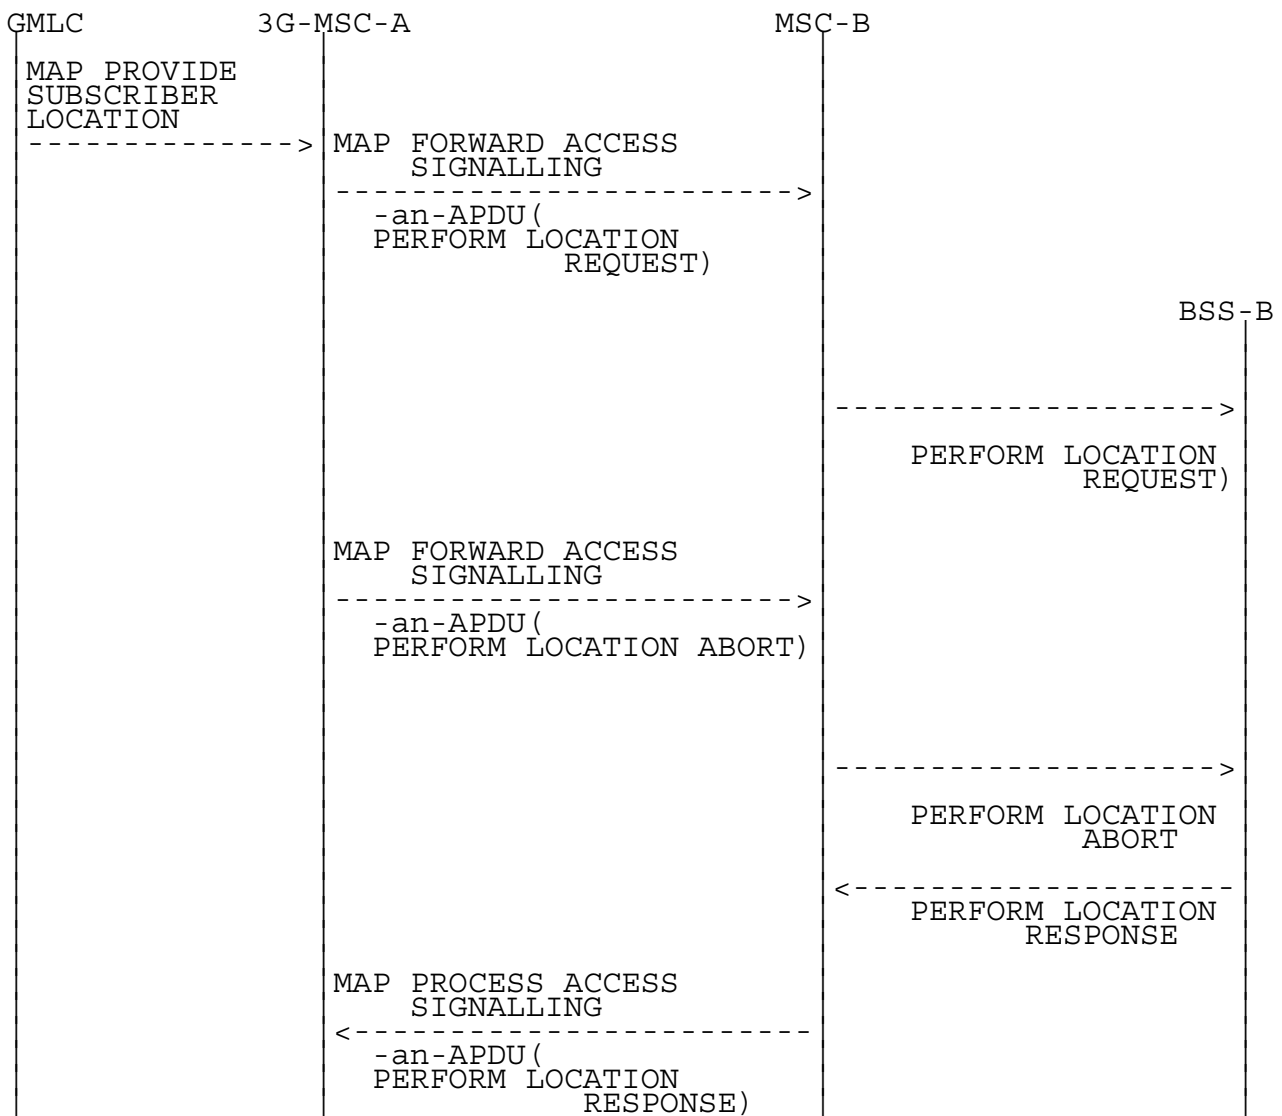 GMLC 3G-MSC-A MSC-B
MAP PROVIDE
SUBSCRIBER
LOCATION
--------------> MAP FORWARD ACCESS
SIGNALLING
------------------------>
-an-APDU(
PERFORM LOCATION
REQUEST)
BSS-B
-------------------->
PERFORM LOCATION
REQUEST)
MAP FORWARD ACCESS
SIGNALLING
------------------------>
-an-APDU(
PERFORM LOCATION ABORT)
-------------------->
PERFORM LOCATION
ABORT
<--------------------
PERFORM LOCATION
RESPONSE
MAP PROCESS ACCESS
SIGNALLING
<------------------------
-an-APDU(
PERFORM LOCATION
RESPONSE)